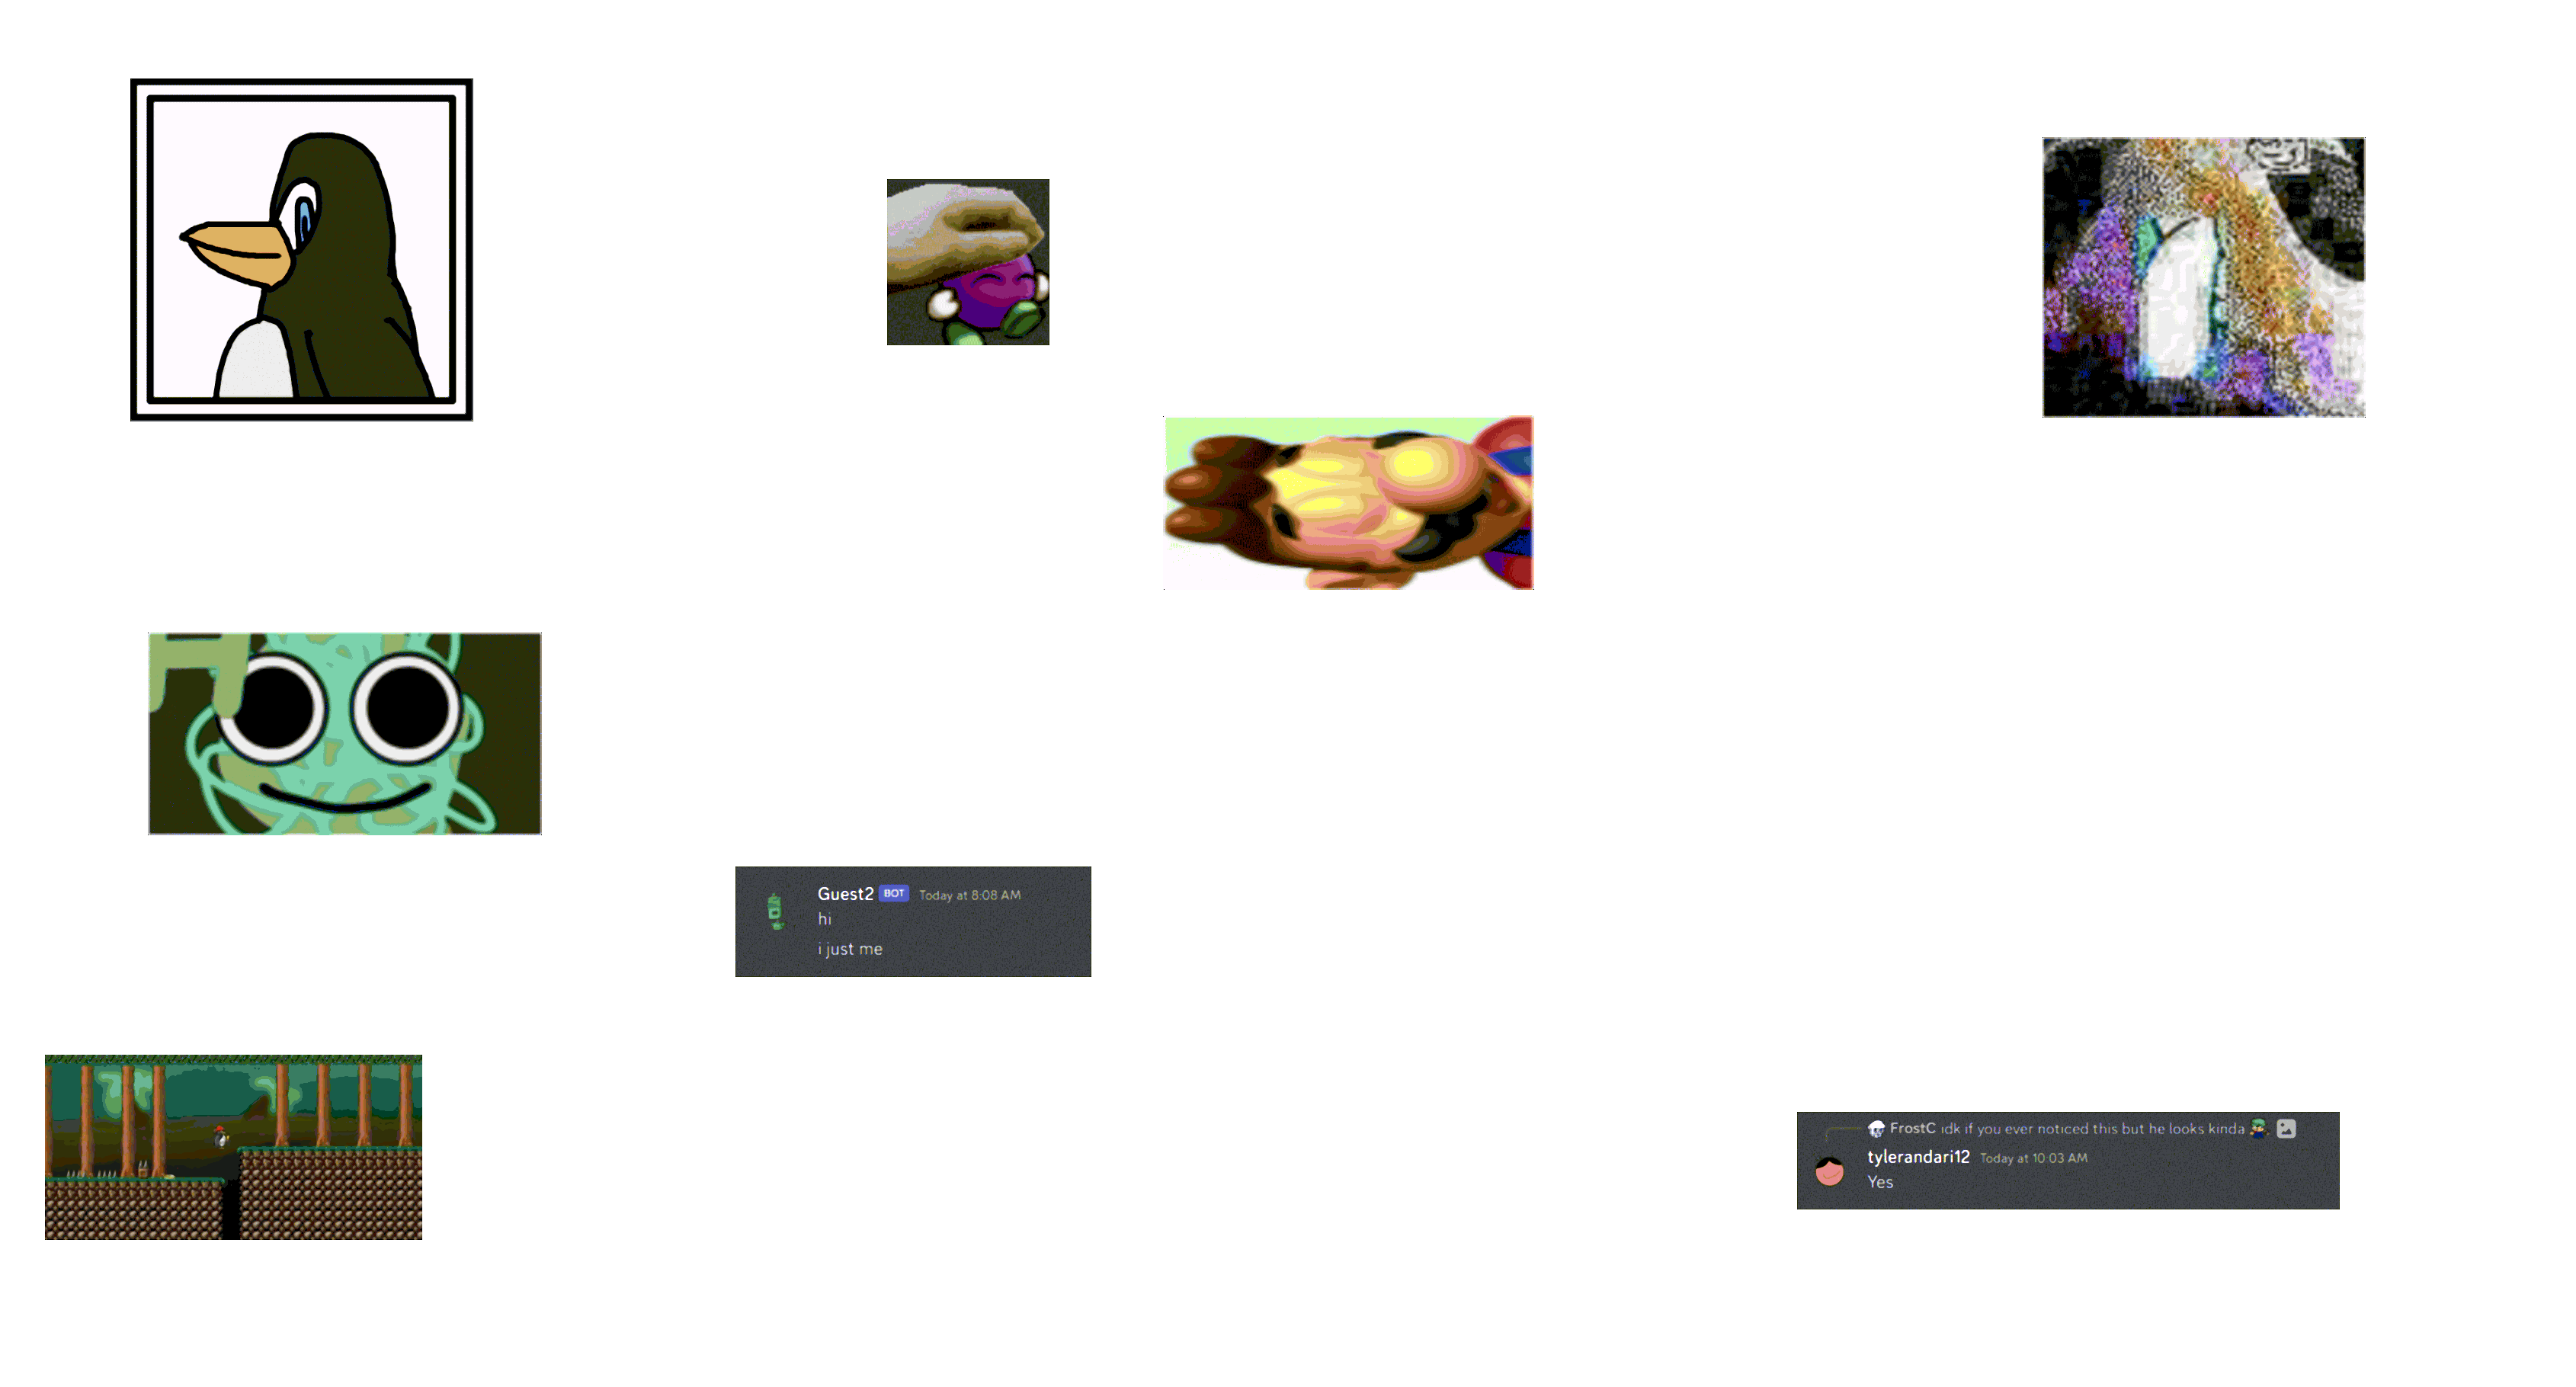 Guest2 BOT Today at 8:08 AM
hi
i just me
FrostC idk if you ever noticed this but he looks kinda
tylerandari12 Today at 10:03 AM
Yes